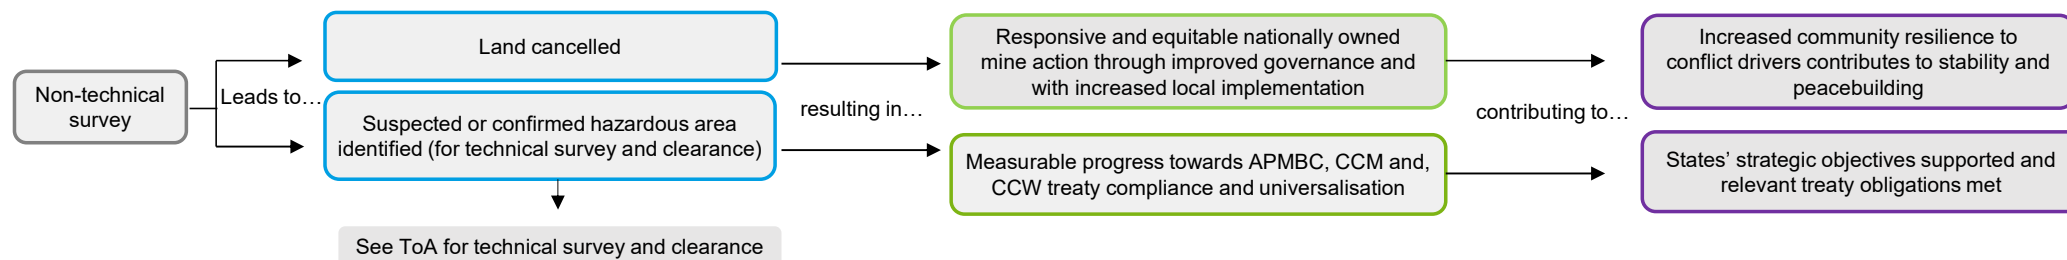 Non-technical
survey
Leads to…
Land cancelled
Suspected or confirmed hazardous area
identified (for technical survey and clearance)
See ToA for technical survey and clearance
resulting in…
Responsive and equitable nationally owned
mine action through improved governance and
with increased local implementation
Measurable progress towards APMBC, CCM and,
CCW treaty compliance and universalisation
contributing to…
Increased community resilience to
conflict drivers contributes to stability and
peacebuilding
States’ strategic objectives supported and
relevant treaty obligations met